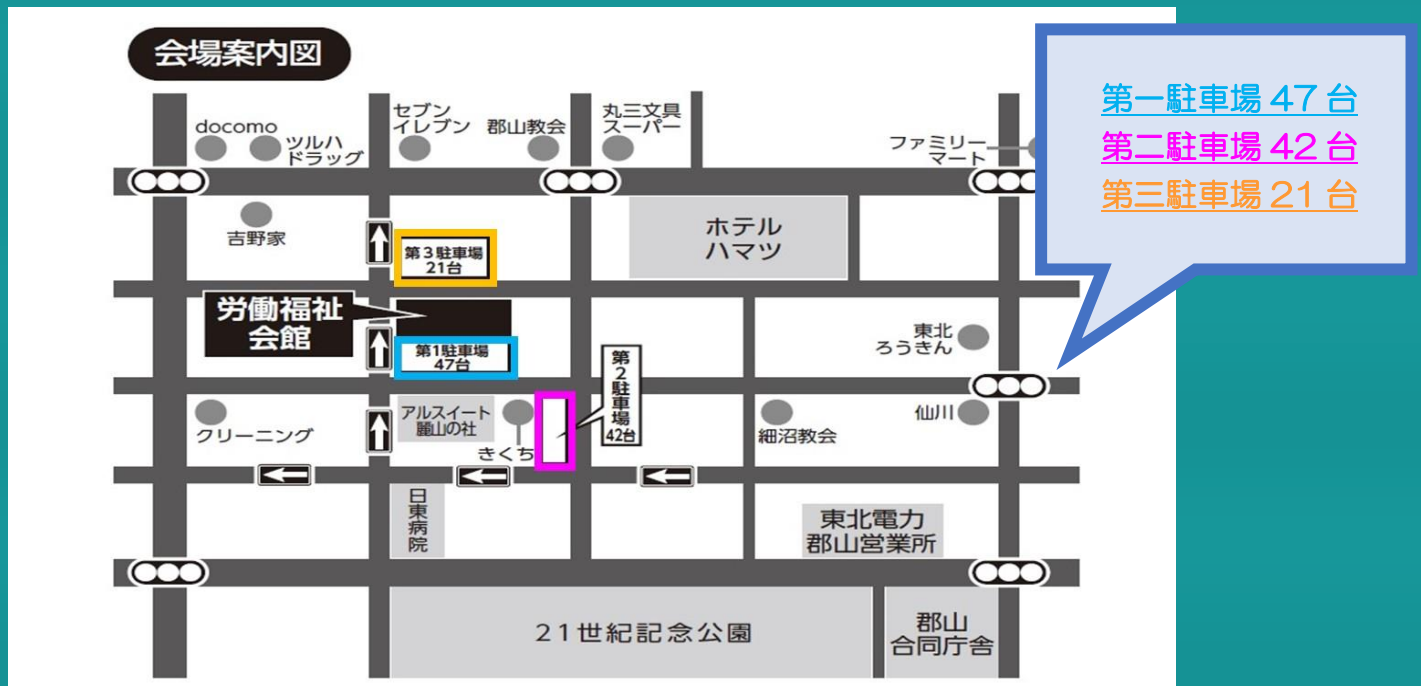 会場案内図
第一駐車場 47 台
第二駐車場 42 台
第三駐車場 21 台
docomo
ツルハ
ドラッグ
セブン
イレブン
郡山教会
丸三文具
スーパー
ファミリー
マート
吉野家
第3駐車場
21台
ホテル
ハマツ
労働福祉
会館
第1駐車場
47台
第2駐車場42台
東北
ろうきん
クリーニング
アルスイート
麗山の社
きくち
細沼教会
仙川
日東病院
東北電力
郡山営業所
21世紀記念公園
郡山
合同庁舎